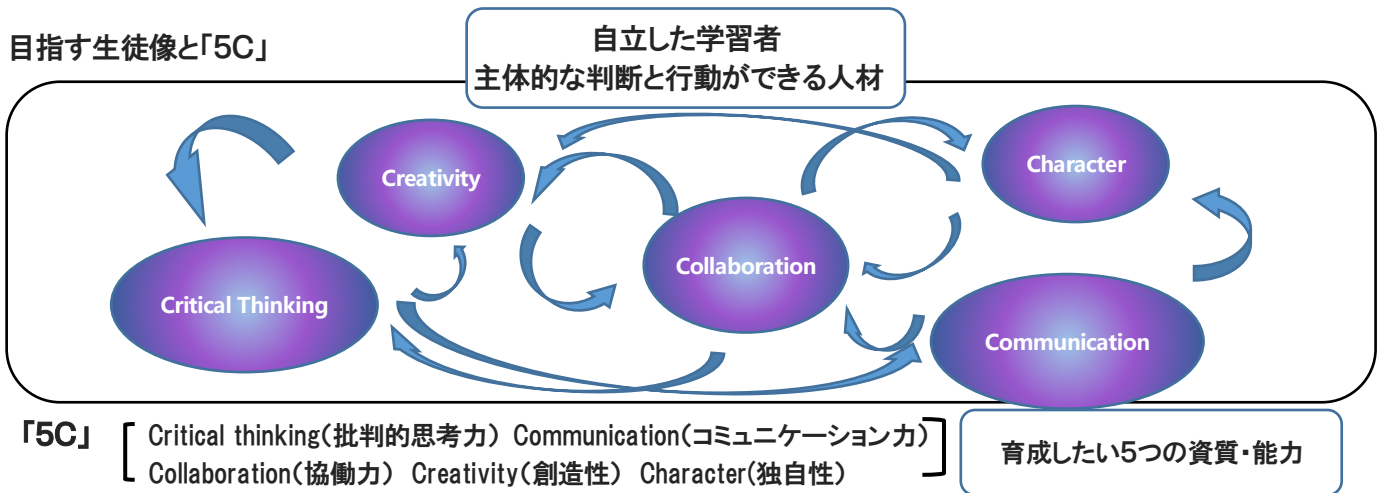 目指す生徒像と「5C」
自立した学習者
主体的な判断と行動ができる人材
Creativity
Character
Collaboration
Critical Thinking
Communication
「5C」
Critical thinking(批判的思考力) Communication(コミュニケーション力)
Collaboration(協働力) Creativity(創造性) Character(独自性)
育成したい5つの資質・能力